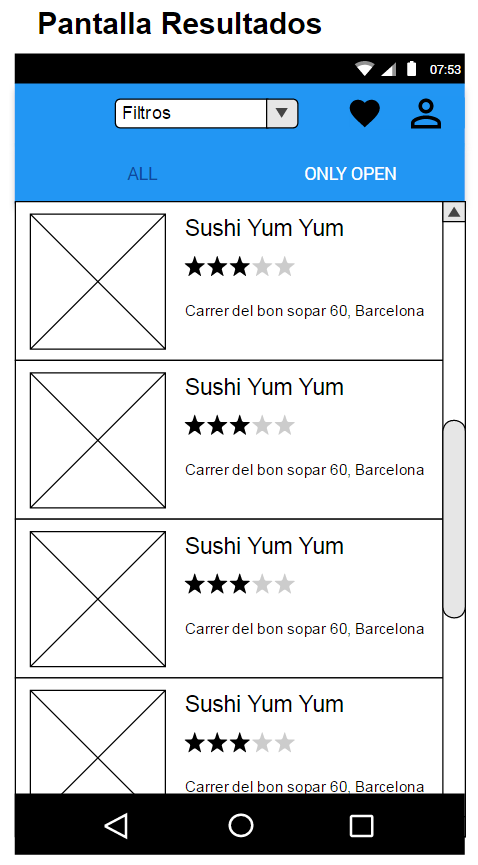 Pantalla Resultados
07:53
Filtros
ALL
ONLY OPEN
Sushi Yum Yum
Carrer del bon sopar 60, Barcelona
Sushi Yum Yum
Carrer del bon sopar 60, Barcelona
Sushi Yum Yum
Carrer del bon sopar 60, Barcelona
Sushi Yum Yum
Carrer del bon sopar 60, Barcelona